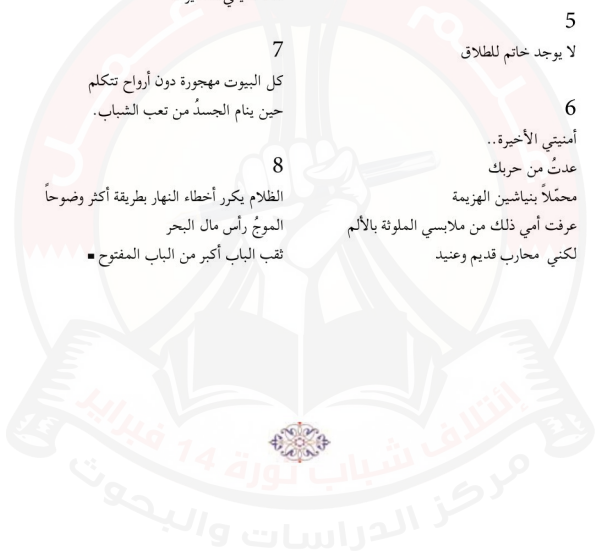 5
لا يوجد خاتم للطلاق
6
أمنيتي الأخيرة..
عدتُ من حربك
محمّلاً بنياشين الهزيمة
عرفت أمي ذلك من ملابسي الملوثة بالألم
لكني محارب قديم وعنيد
7
كل البيوت مهجورة دون أرواح تتكلم
حين ينام الجسدُ من تعب الشباب.
8
الظلام يكرر أخطاء النهار بطريقة أكثر وضوحاً
الموجُ رأس مال البحر
ثقب الباب أكبر من الباب المفتوح ■
ائتلاف شباب ثورة 14 فبراير
مركز الدراسات والبحوث